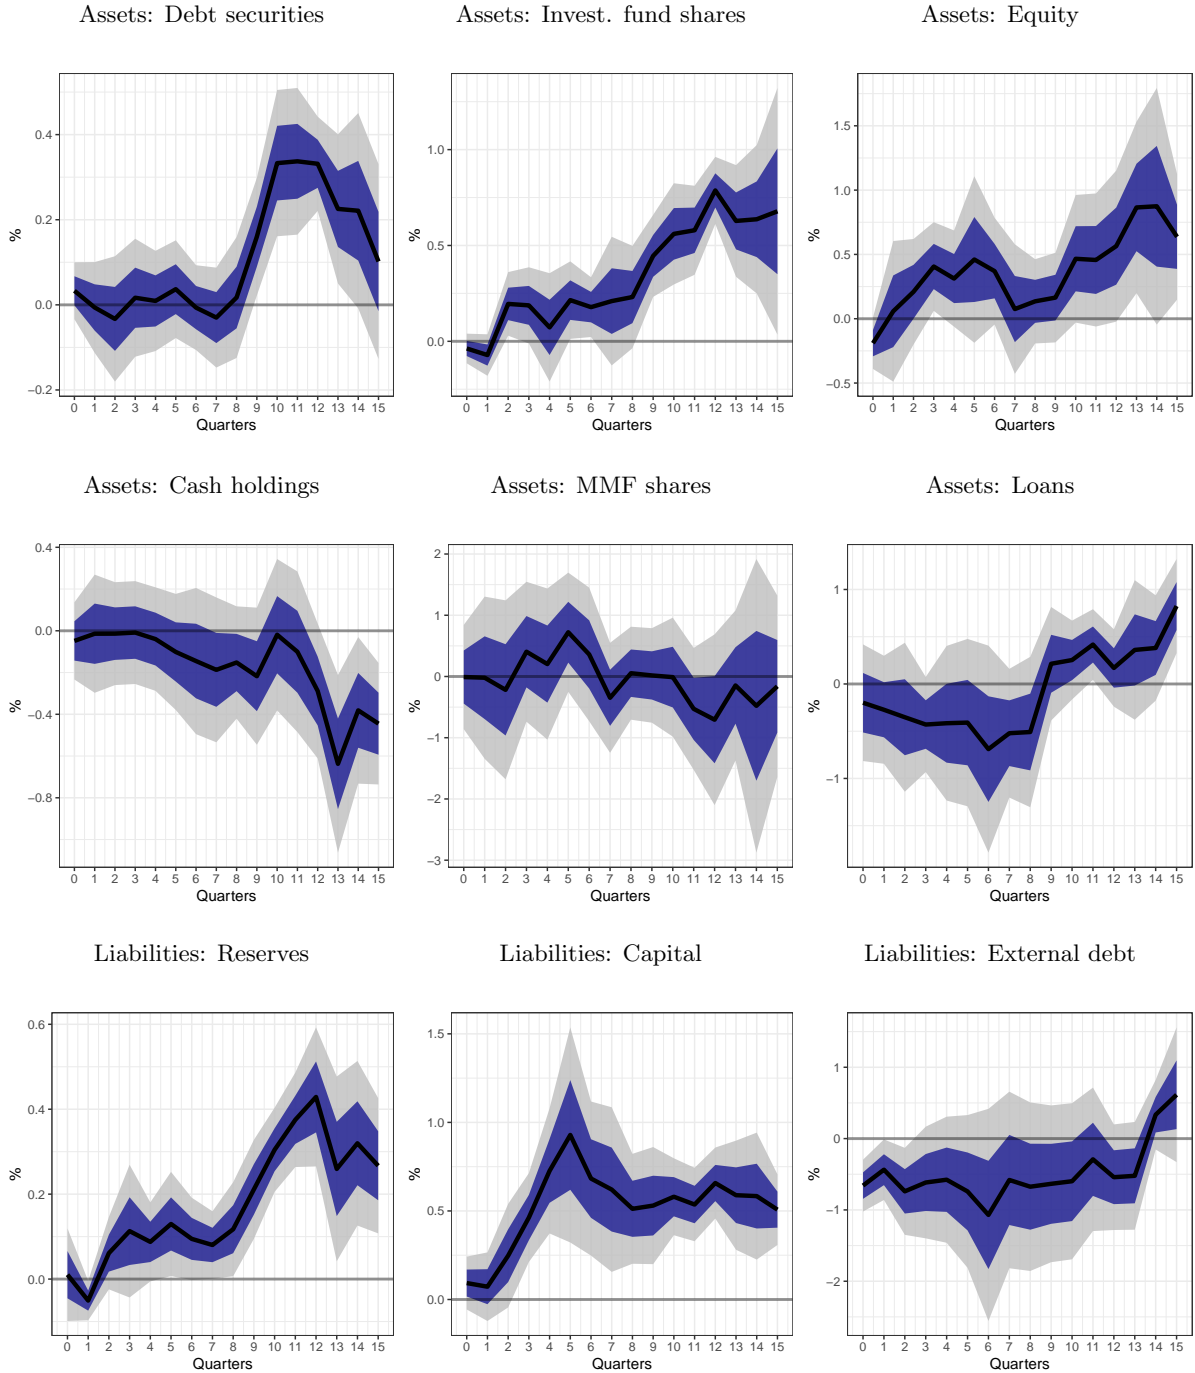 Assets: Debt securities
Assets: Invest. fund shares
Assets: Equity
0.4
0.2
0.0
−0.2
%
0 1 2 3 4 5 6 7 8 9 10 11 12 13 14 15
Quarters
1.0
0.5
0.0
%
0 1 2 3 4 5 6 7 8 9 10 11 12 13 14 15
Quarters
1.5
1.0
0.5
0.0
−0.5
%
0 1 2 3 4 5 6 7 8 9 10 11 12 13 14 15
Quarters
Assets: Cash holdings
Assets: MMF shares
Assets: Loans
0.4
0.0
−0.4
−0.8
%
0 1 2 3 4 5 6 7 8 9 10 11 12 13 14 15
Quarters
2
1
0
−1
−2
−3
%
0 1 2 3 4 5 6 7 8 9 10 11 12 13 14 15
Quarters
1
0
−1
%
0 1 2 3 4 5 6 7 8 9 10 11 12 13 14 15
Quarters
Liabilities: Reserves
Liabilities: Capital
Liabilities: External debt
0.6
0.4
0.2
0.0
%
0 1 2 3 4 5 6 7 8 9 10 11 12 13 14 15
Quarters
1.5
1.0
0.5
0.0
%
0 1 2 3 4 5 6 7 8 9 10 11 12 13 14 15
Quarters
1
0
−1
−2
%
0 1 2 3 4 5 6 7 8 9 10 11 12 13 14 15
Quarters